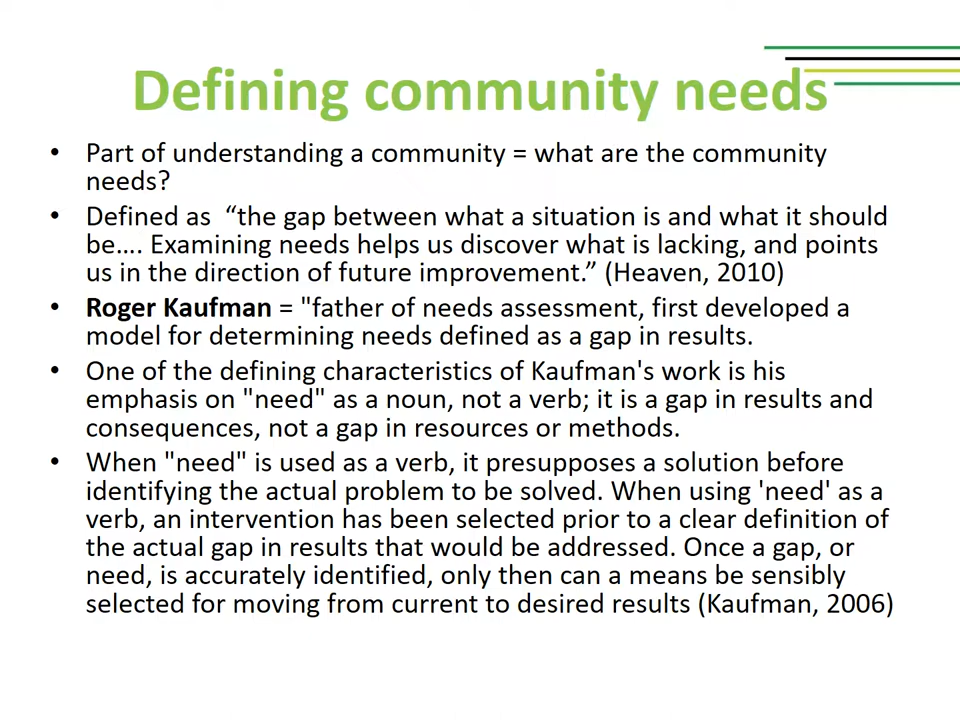 Defining community needs
• Part of understanding a community = what are the community
needs?
• Defined as “the gap between what a situation is and what it should
be…. Examining needs helps us discover what is lacking, and points
us in the direction of future improvement.” (Heaven, 2010)
• Roger Kaufman = "father of needs assessment, first developed a
model for determining needs defined as a gap in results.
• One of the defining characteristics of Kaufman's work is his
emphasis on "need" as a noun, not a verb; it is a gap in results and
consequences, not a gap in resources or methods.
• When "need" is used as a verb, it presupposes a solution before
identifying the actual problem to be solved. When using 'need' as a
verb, an intervention has been selected prior to a clear definition of
the actual gap in results that would be addressed. Once a gap, or
need, is accurately identified, only then can a means be sensibly
selected for moving from current to desired results (Kaufman, 2006)